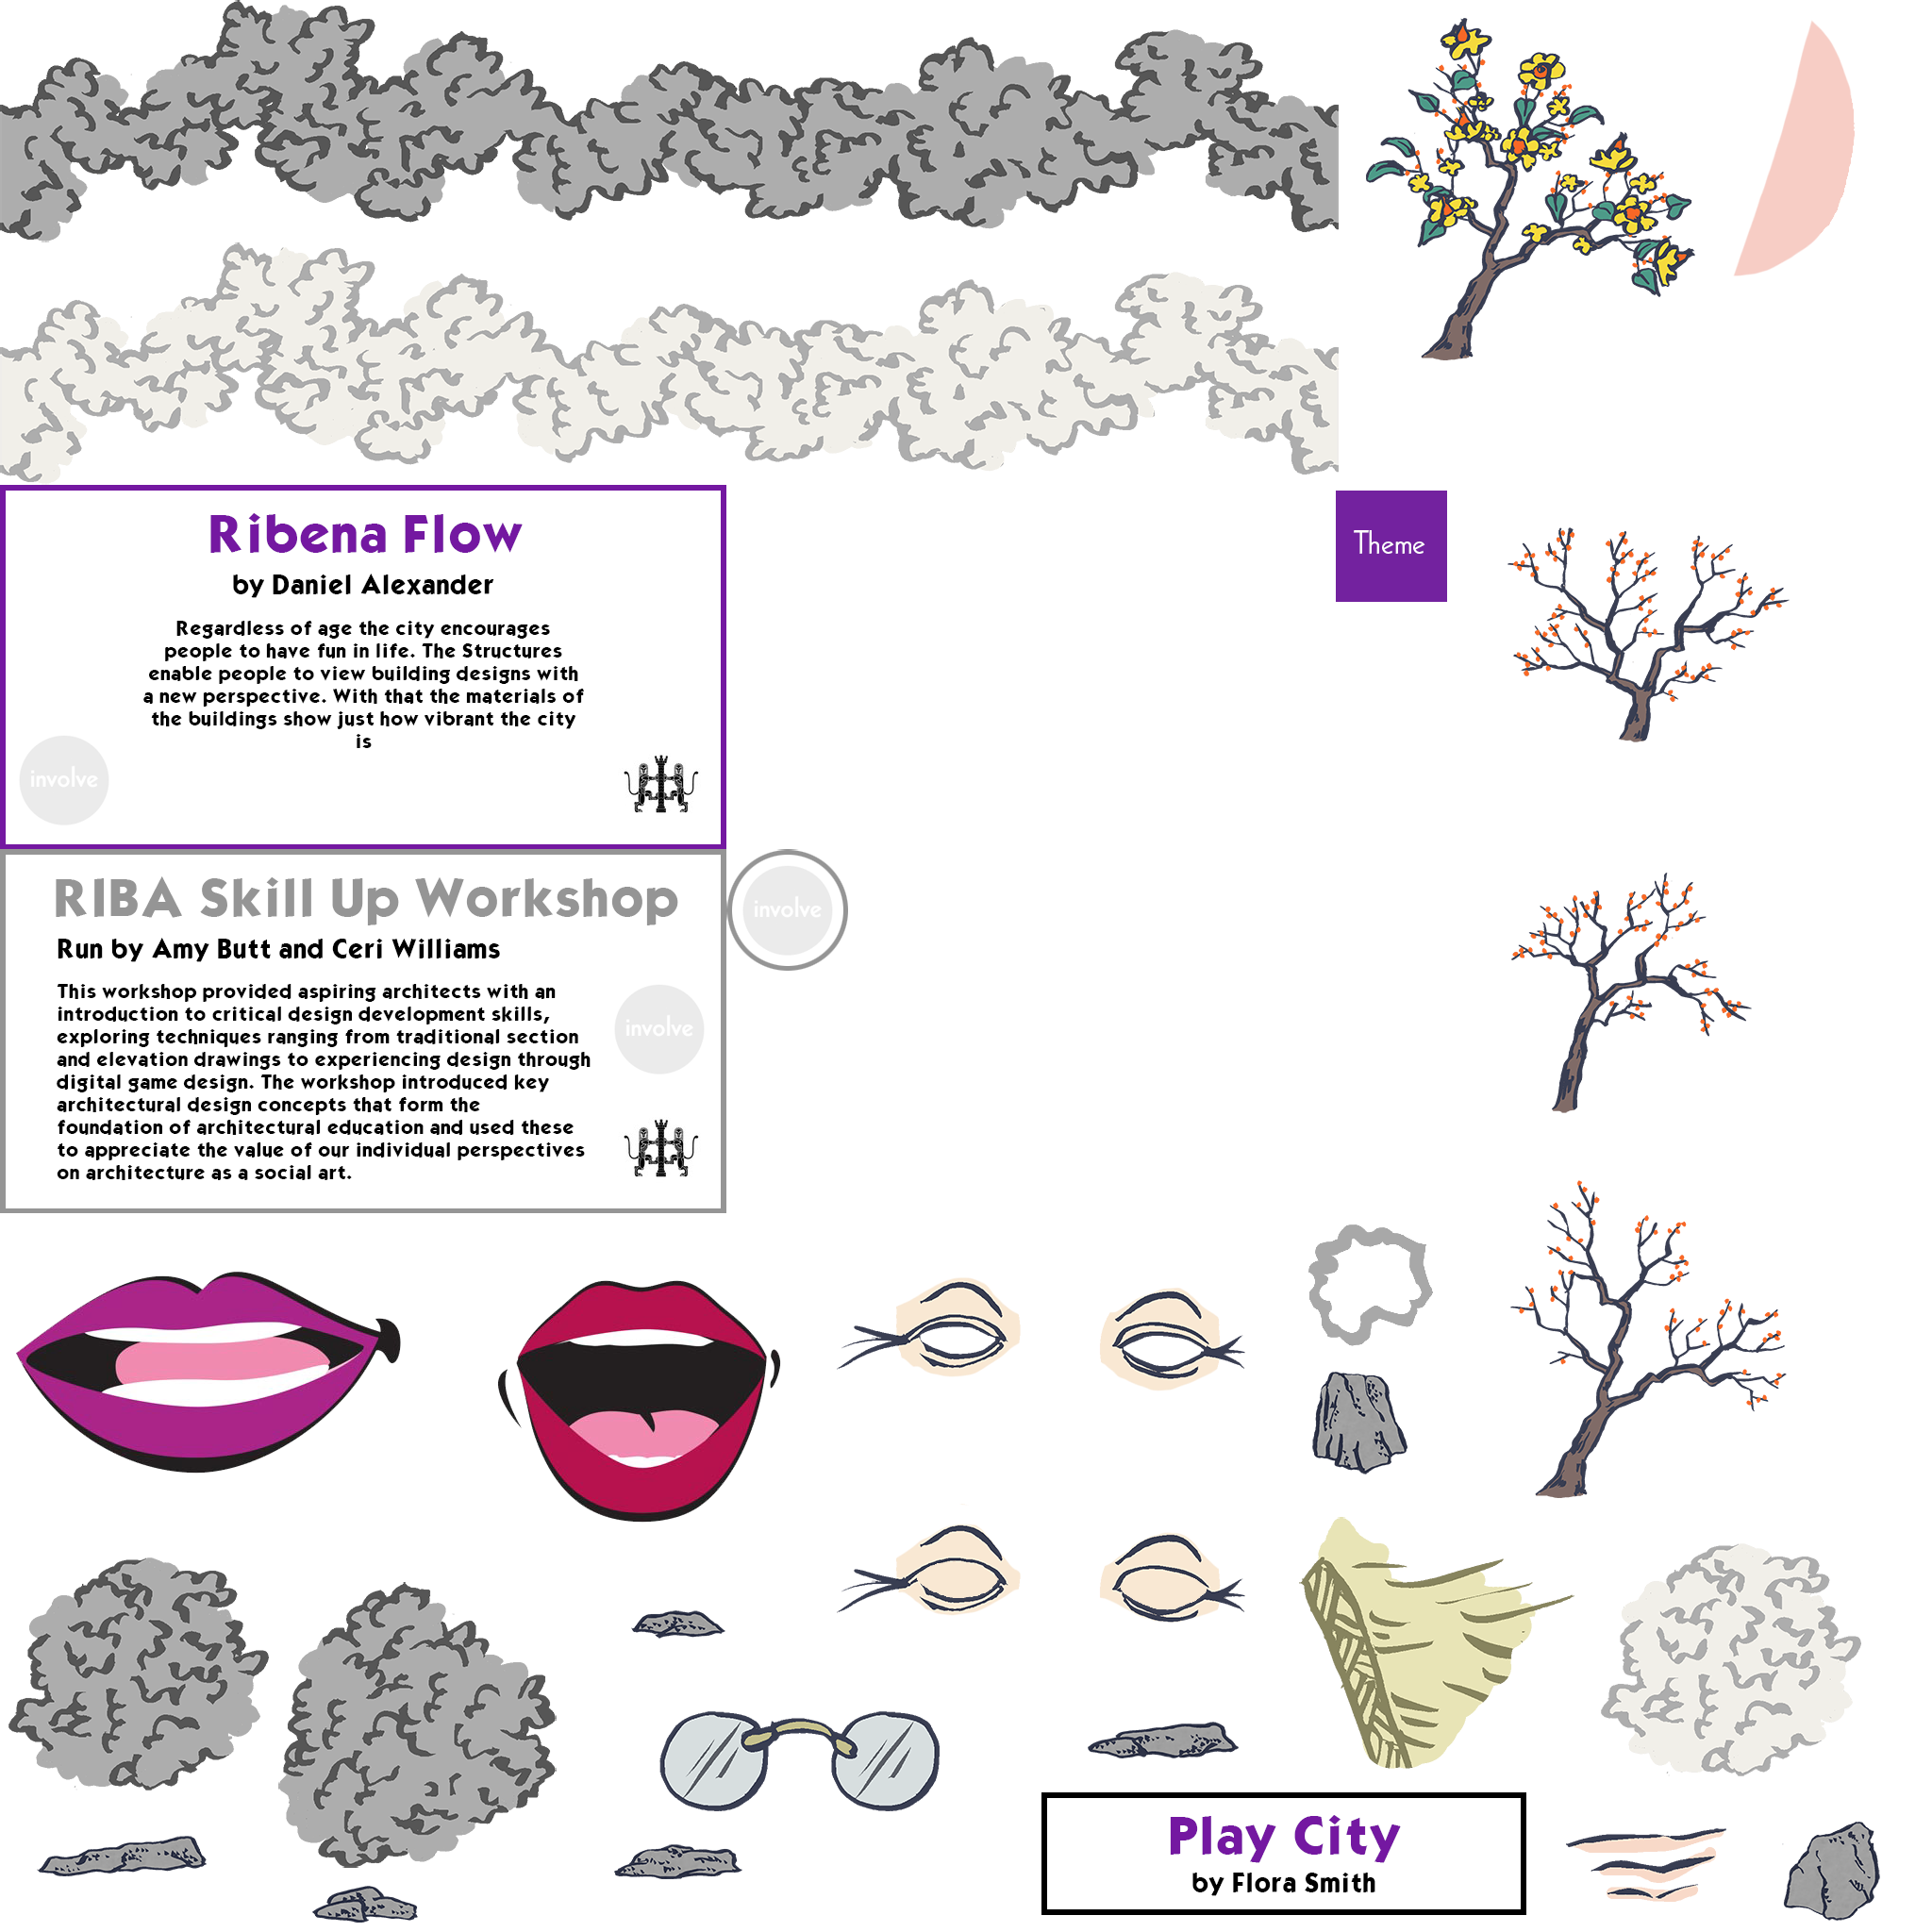 Ribena Flow
by Daniel Alexander
Regardless of age the city encourages
people to have fun in life. The Structures
enable people to view building designs with
a new perspective. With that the materials of
the buildings show just how vibrant the city
is
involve
Theme
RIBA Skill Up Workshop
Run by Amy Butt and Ceri Williams
This workshop provided aspiring architects with an
introduction to critical design development skills,
exploring techniques ranging from traditional section
and elevation drawings to experiencing design through
digital game design. The workshop introduced key
architectural design concepts that form the
foundation of architectural education and used these
to appreciate the value of our individual perspectives
on architecture as a social art.
involve
involve
Play City
by Flora Smith